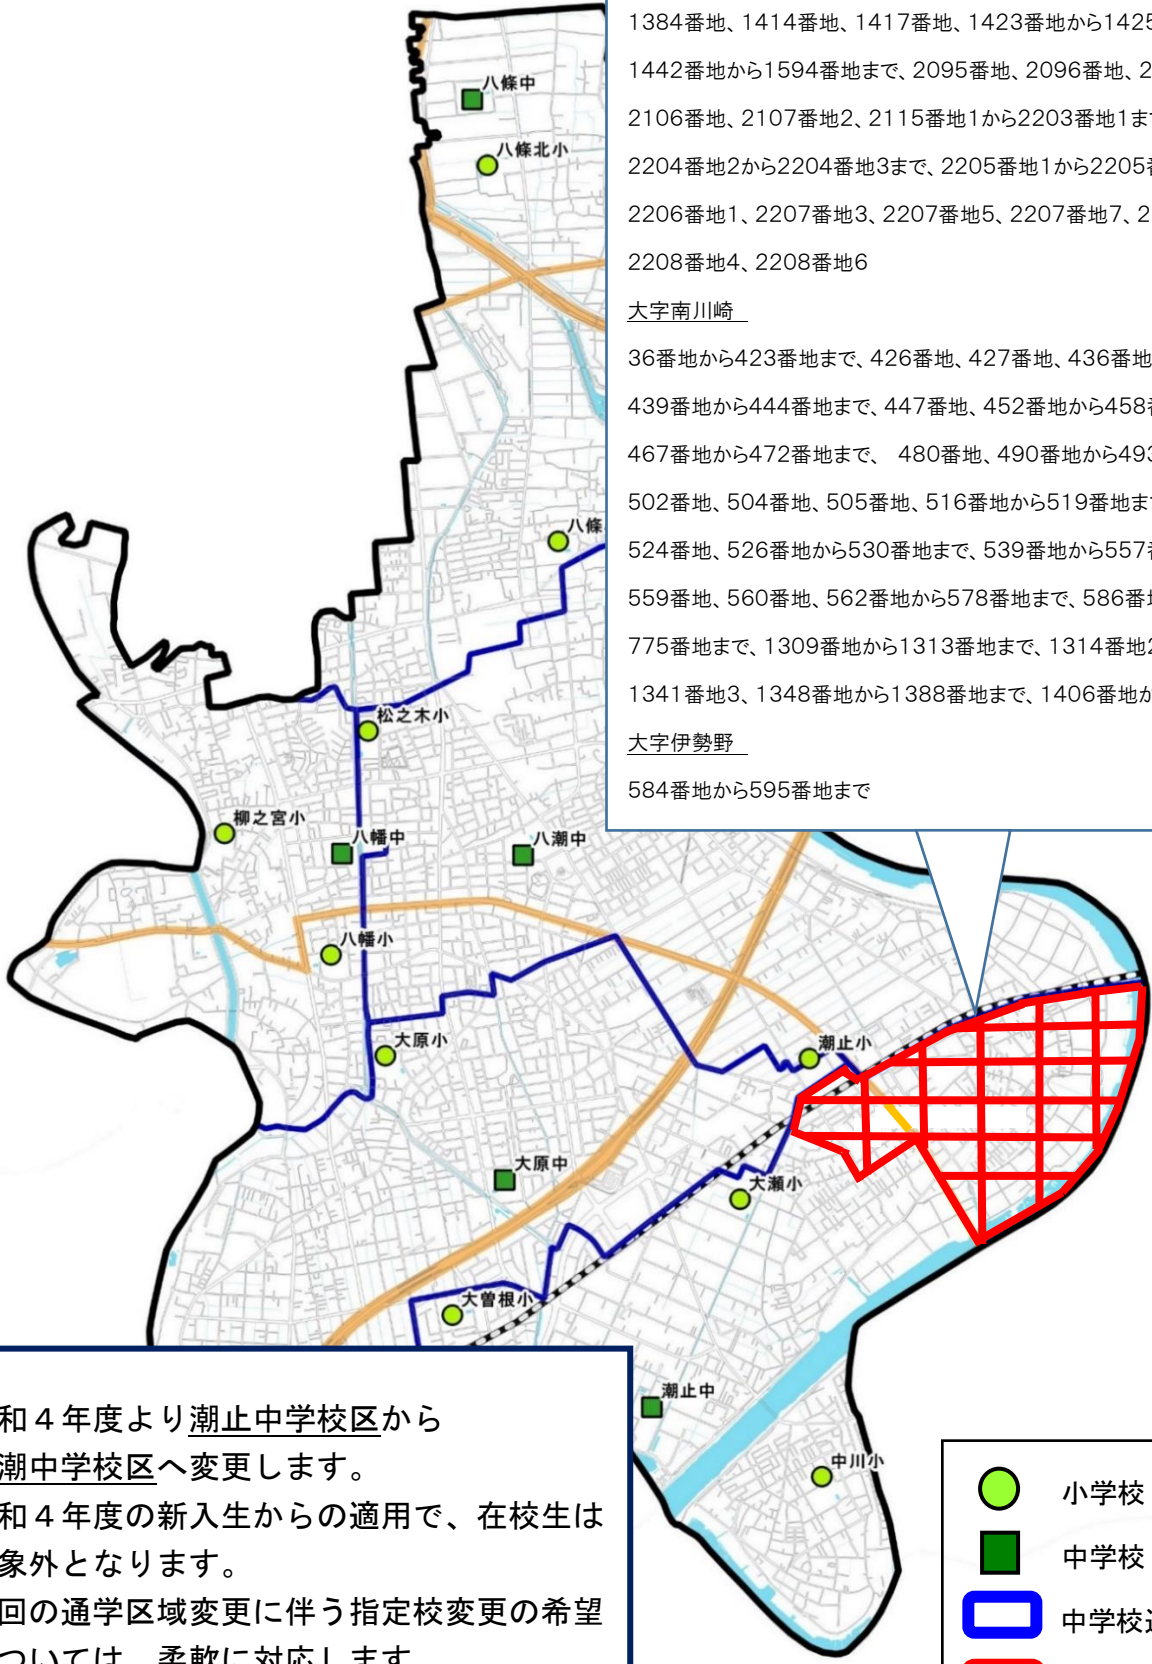 1384番地、1414番地、1417番地、1423番地から1425
1442番地から1594番地まで、2095番地、2096番地、2
2106番地、2107番地2、2115番地1から2203番地1ま
2204番地2から2204番地3まで、2205番地1から2205
2206番地1、2207番地3、2207番地5、2207番地7、2
2208番地4、2208番地6
大字南川崎
36番地から423番地まで、426番地、427番地、436番地
439番地から444番地まで、447番地、452番地から458
467番地から472番地まで、 480番地、490番地から493
502番地、504番地、505番地、516番地から519番地ま
524番地、526番地から530番地まで、539番地から557
559番地、560番地、562番地から578番地まで、586番
775番地まで、1309番地から1313番地まで、1314番地2
1341番地3、1348番地から1388番地まで、1406番地か
大字伊勢野
584番地から595番地まで
八條中
八條北小
八條
松之木小
柳之宮小
八幡中
八潮中
八幡小
大原小
潮止小
大原中
大瀬小
大曽根小
潮止中
中川小
和４年度より潮止中学校区から
潮中学校区へ変更します。
和４年度の新入生からの適用で、在校生は
象外となります。
回の通学区域変更に伴う指定校変更の希望
ついては、柔軟に対応します
小学校
中学校
中学校